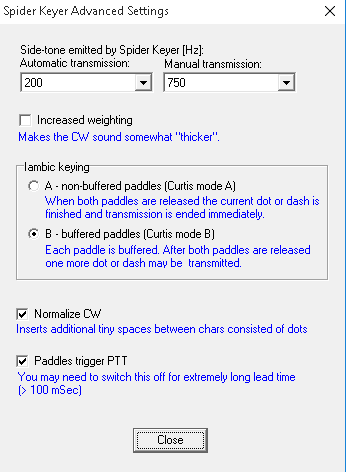 Spider Keyer Advanced Settings
Side-tone emitted by Spider Keyer [Hz]:
Automatic transmission: Manual transmission:
200 750
Increased weighting
Makes the CW sound somewhat "thicker".
Iambic keying
A - non-buffered paddles (Curtis mode A)
When both paddles are released the current dot or dash is
finished and transmission is ended immediately.
B - buffered paddles (Curtis mode B)
Each paddle is buffered. After both paddles are released
one more dot or dash may be transmitted.
Normalize CW
Inserts additional tiny spaces between chars consisted of dots
Paddles trigger PTT
You may need to switch this off for extremely long lead time
(> 100 mSec)
Close